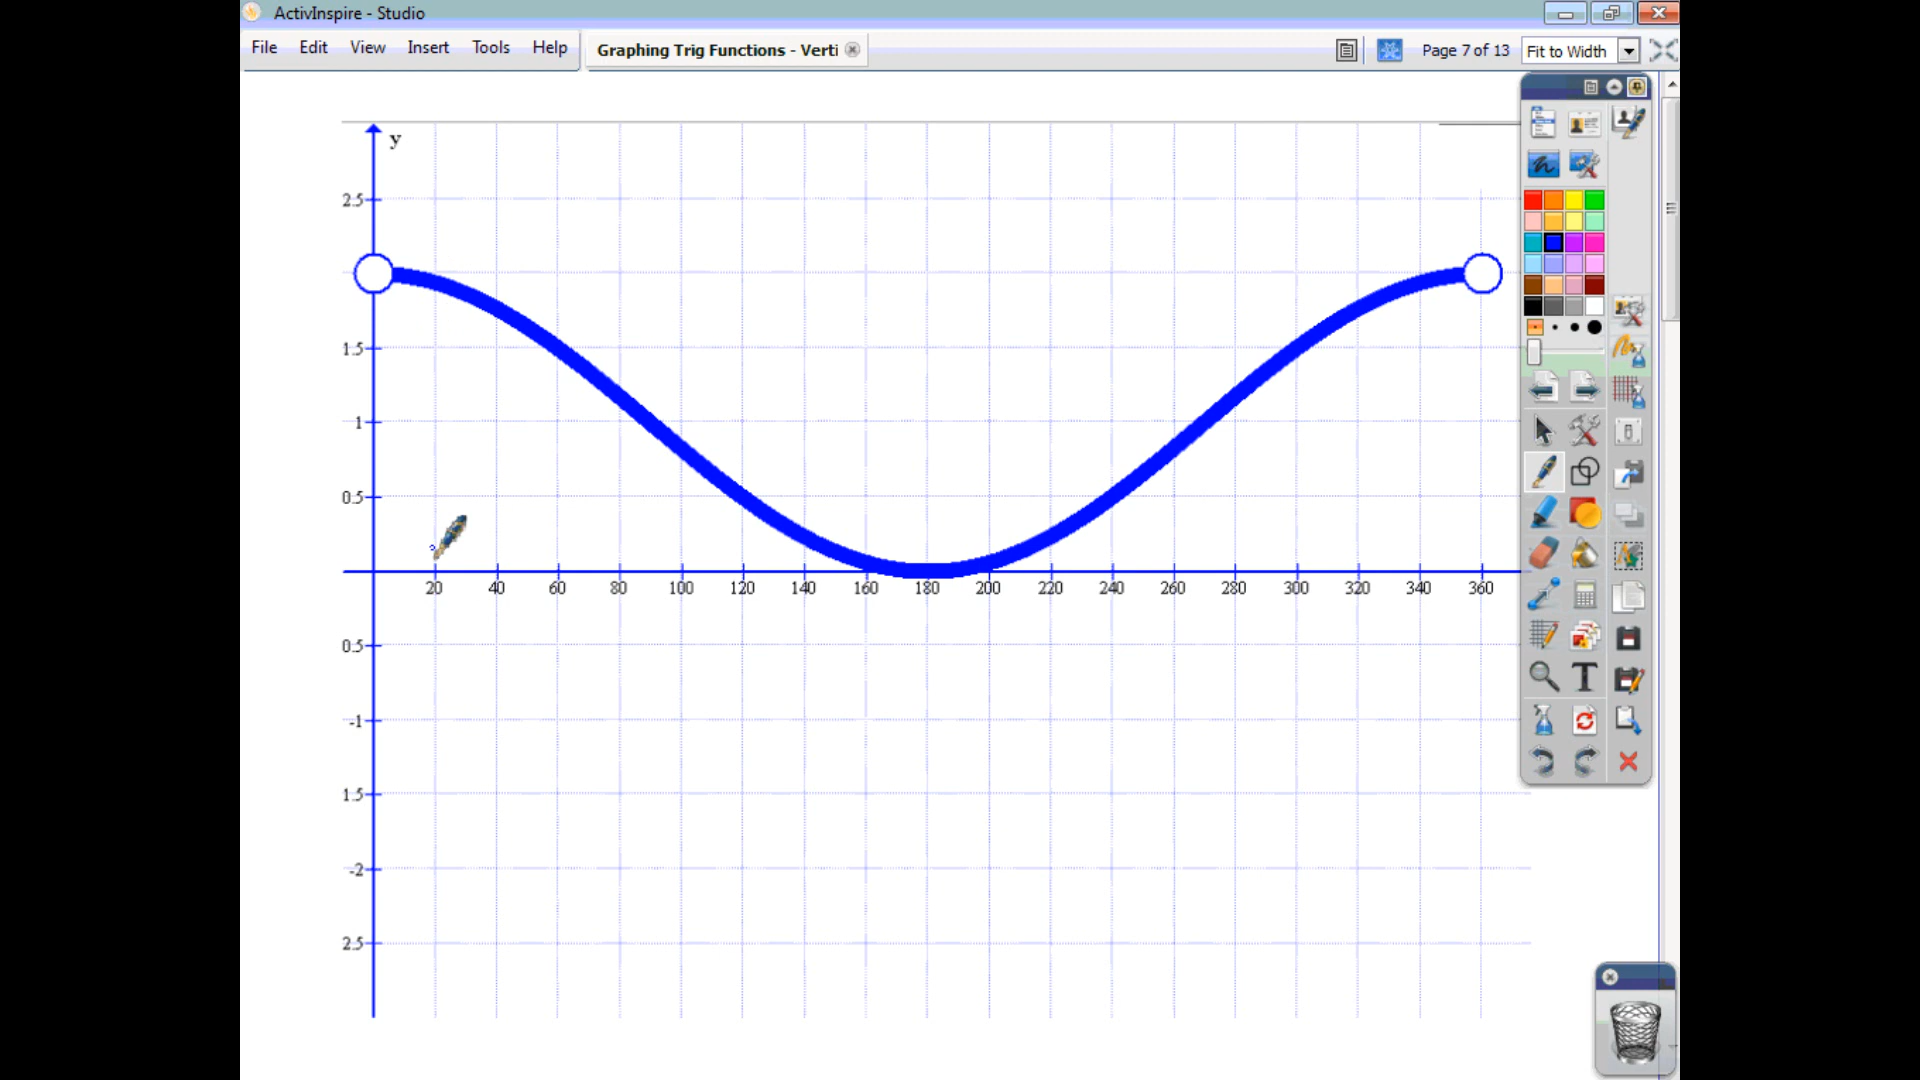 ActivInspire - Studio
File Edit View Insert Tools Help
Graphing Trig Functions - Verti
Page 7 of 13
Fit to Width
y
2.5
1.5
1
0.5
20 40 60 80 100 120 140 160 180 200 220 240 260 280 300 320 340 360
0.5
-1
1.5
-2
2.5
T